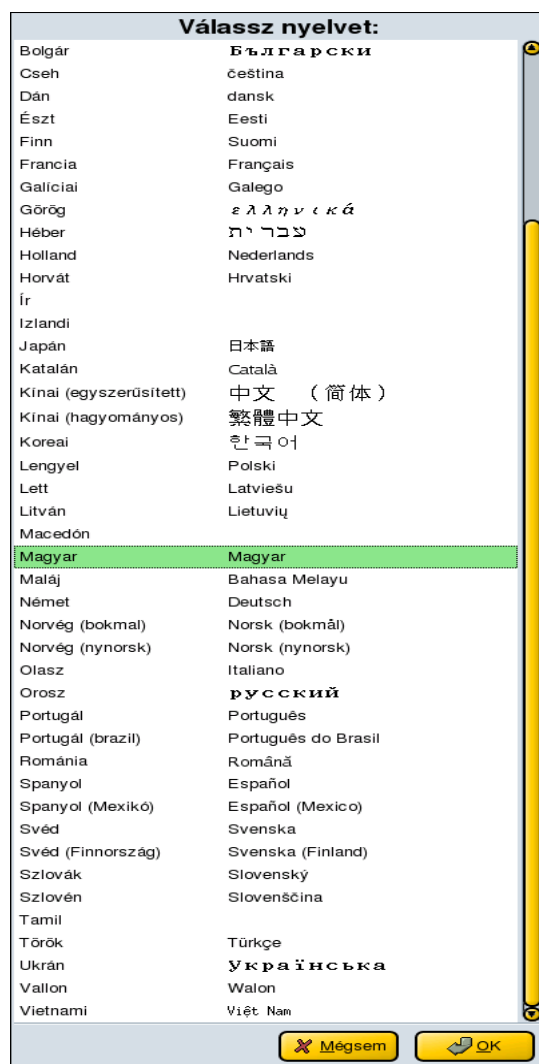 Válassz nyelvet:
Bolgár Български
Cseh čeština
Dán dansk
Észt Eesti
Finn Suomi
Francia Français
Galíciai Galego
Görög ελληνικά
Héber עברית
Holland Nederlands
Horvát Hrvatski
Ír
Izlandi
Japán 日本語
Katalán Català
Kínai (egyszerűsített) 中文 (简体)
Kínai (hagyományos) 繁體中文
Koreai 한국어
Lengyel Polski
Lett Latviešu
Litván Lietuvių
Macedón
Magyar Magyar
Maláj Bahasa Melayu
Német Deutsch
Norvég (bokmal) Norsk (bokmål)
Norvég (nynorsk) Norsk (nynorsk)
Olasz Italiano
Orosz русский
Portugál Português
Portugál (brazil) Português do Brasil
Románia Română
Spanyol Español
Spanyol (Mexikó) Español (Mexico)
Svéd Svenska
Svéd (Finnország) Svenska (Finland)
Szlovák Slovenský
Szlovén Slovenščina
Tamil
Török Türkçe
Ukrán Українська
Vallon Walon
Vietnami Việt Nam
Mégsem OK